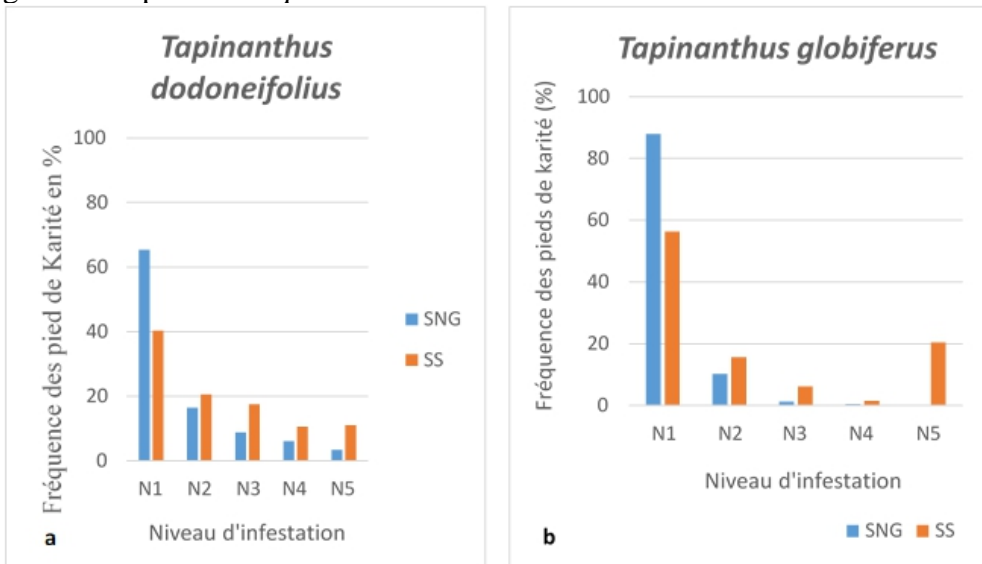 Tapinanthus
dodoneifolius
Fréquence des pied de Karité en %
100
80
60
40
20
0
N1 N2 N3 N4 N5
Niveau d'infestation
SNG
SS
a
Tapinanthus globiferus
Fréquence des pieds de karité (%)
100
80
60
40
20
0
N1 N2 N3 N4 N5
Niveau d'infestation
SNG SS
b